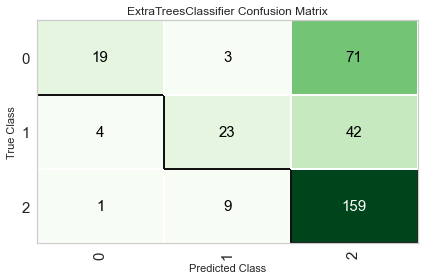 ExtraTreesClassifier Confusion Matrix
True Class
0 19 3 71
1 4 23 42
2 1 9 159
0 1 2
Predicted Class